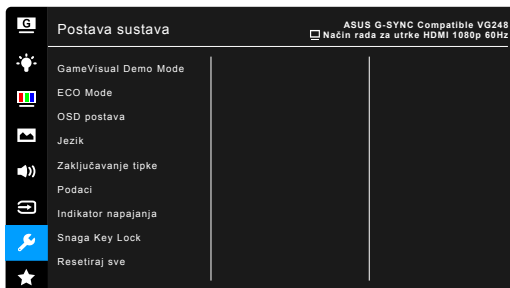 G
Postava sustava
ASUS G-SYNC Compatible VG248
Način rada za utrke HDMI 1080p 60Hz
GameVisual Demo Mode
ECO Mode
OSD postava
Jezik
Zaključavanje tipke
Podaci
Indikator napajanja
Snaga Key Lock
Resetiraj sve